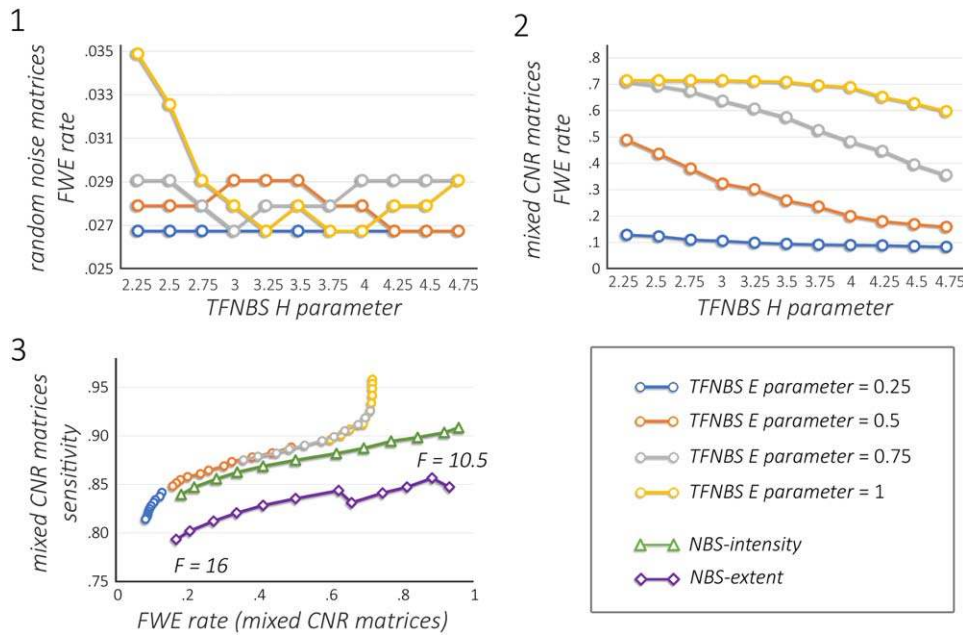 1
random noise matrices
FWE rate
.035
.033
.031
.029
.027
.025
2.25 2.5 2.75 3 3.25 3.5 3.75 4 4.25 4.5 4.75
TFNBS H parameter
2
mixed CNR matrices
FWE rate
.8
.7
.6
.5
.4
.3
.2
.1
0
2.25 2.5 2.75 3 3.25 3.5 3.75 4 4.25 4.5 4.75
TFNBS H parameter
3
mixed CNR matrices
sensitivity
.95
.90
.85
.80
.75
F = 10.5
F = 16
0 .2 .4 .6 .8 1
FWE rate (mixed CNR matrices)
TFNBS E parameter = 0.25
TFNBS E parameter = 0.5
TFNBS E parameter = 0.75
TFNBS E parameter = 1
NBS-intensity
NBS-extent